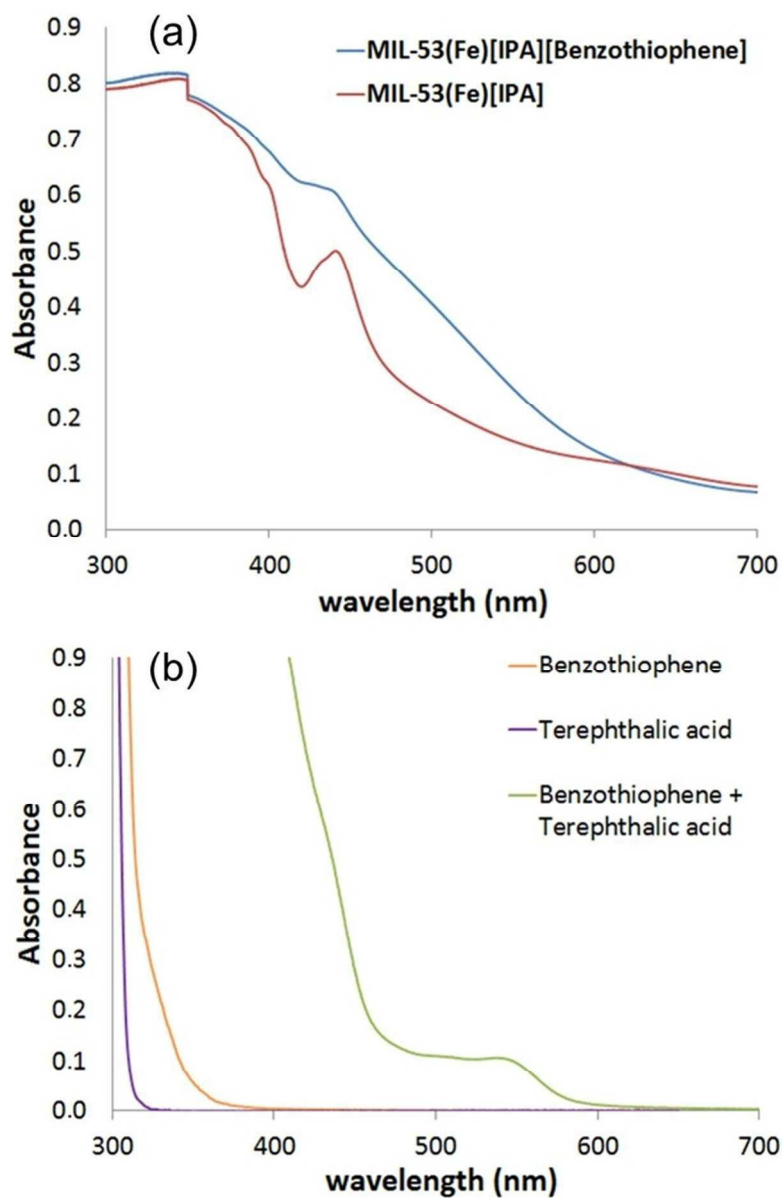 (a)
MIL-53(Fe)[IPA][Benzothiophene]
MIL-53(Fe)[IPA]
0.9
0.8
0.7
0.6
0.5
0.4
0.3
0.2
0.1
0.0
Absorbance
300
400
500
600
700
wavelength (nm)
(b)
Benzothiophene
Terephthalic acid
Benzothiophene +
Terephthalic acid
0.9
0.8
0.7
0.6
0.5
0.4
0.3
0.2
0.1
0.0
Absorbance
300
400
500
600
700
wavelength (nm)